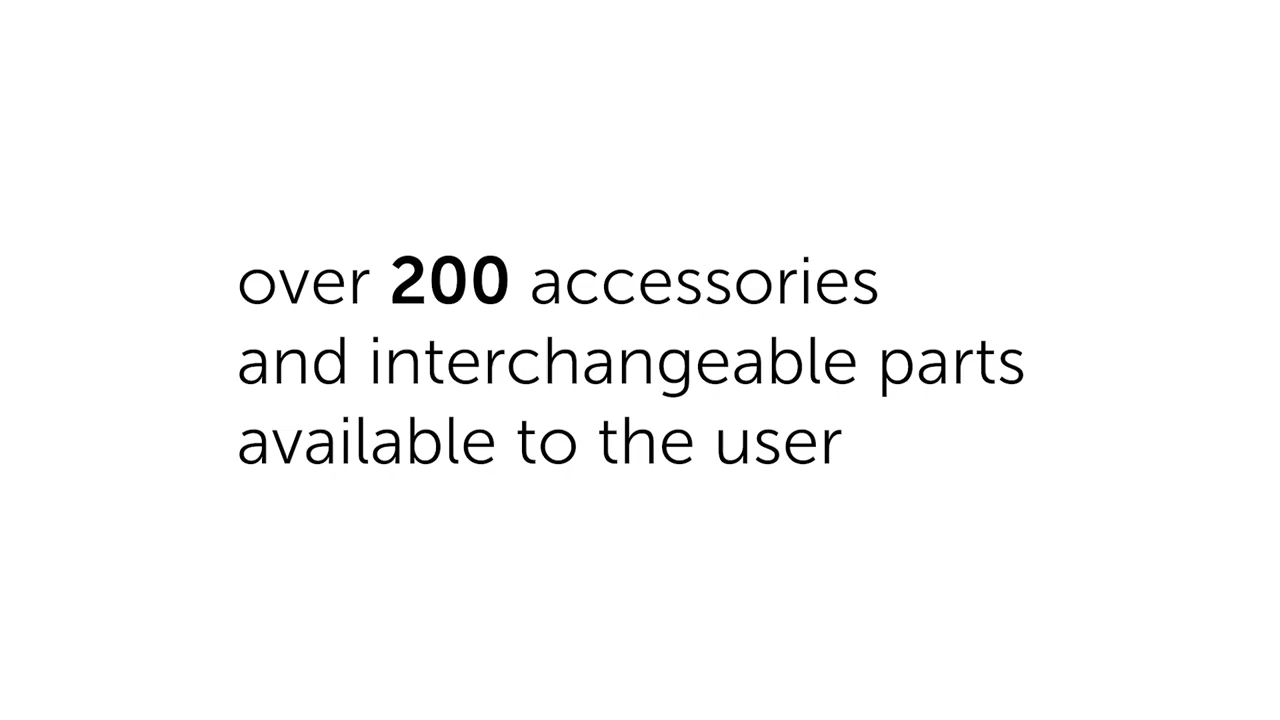 over 200 accessories
and interchangeable parts
available to the user